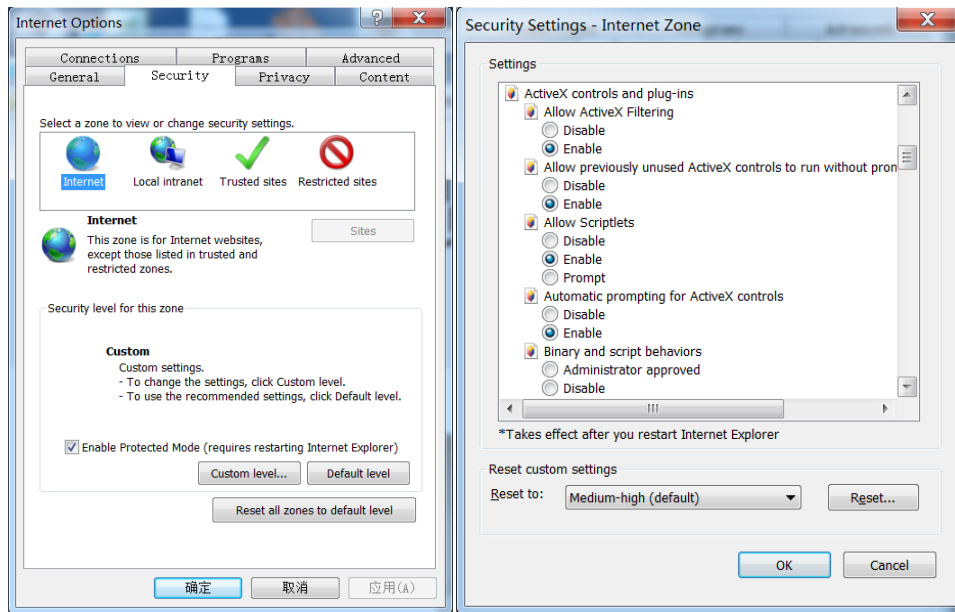 Internet Options
Connections Programs Advanced
General Security Privacy Content
Select a zone to view or change security settings.
Internet Local intranet Trusted sites Restricted sites
Internet
This zone is for Internet websites,
except those listed in trusted and
restricted zones.
Sites
Security level for this zone
Custom
Custom settings.
- To change the settings, click Custom level.
- To use the recommended settings, click Default level.
Enable Protected Mode (requires restarting Internet Explorer)
Custom level... Default level
Reset all zones to default level
确定 取消 应用(A)
Security Settings - Internet Zone
Settings
ActiveX controls and plug-ins
Allow ActiveX Filtering
Disable
Enable
Allow previously unused ActiveX controls to run without pron
Disable
Enable
Allow Scriptlets
Disable
Enable
Prompt
Automatic prompting for ActiveX controls
Disable
Enable
Binary and script behaviors
Administrator approved
Disable
*Takes effect after you restart Internet Explorer
Reset custom settings
Reset to: Medium-high (default) Reset...
OK Cancel